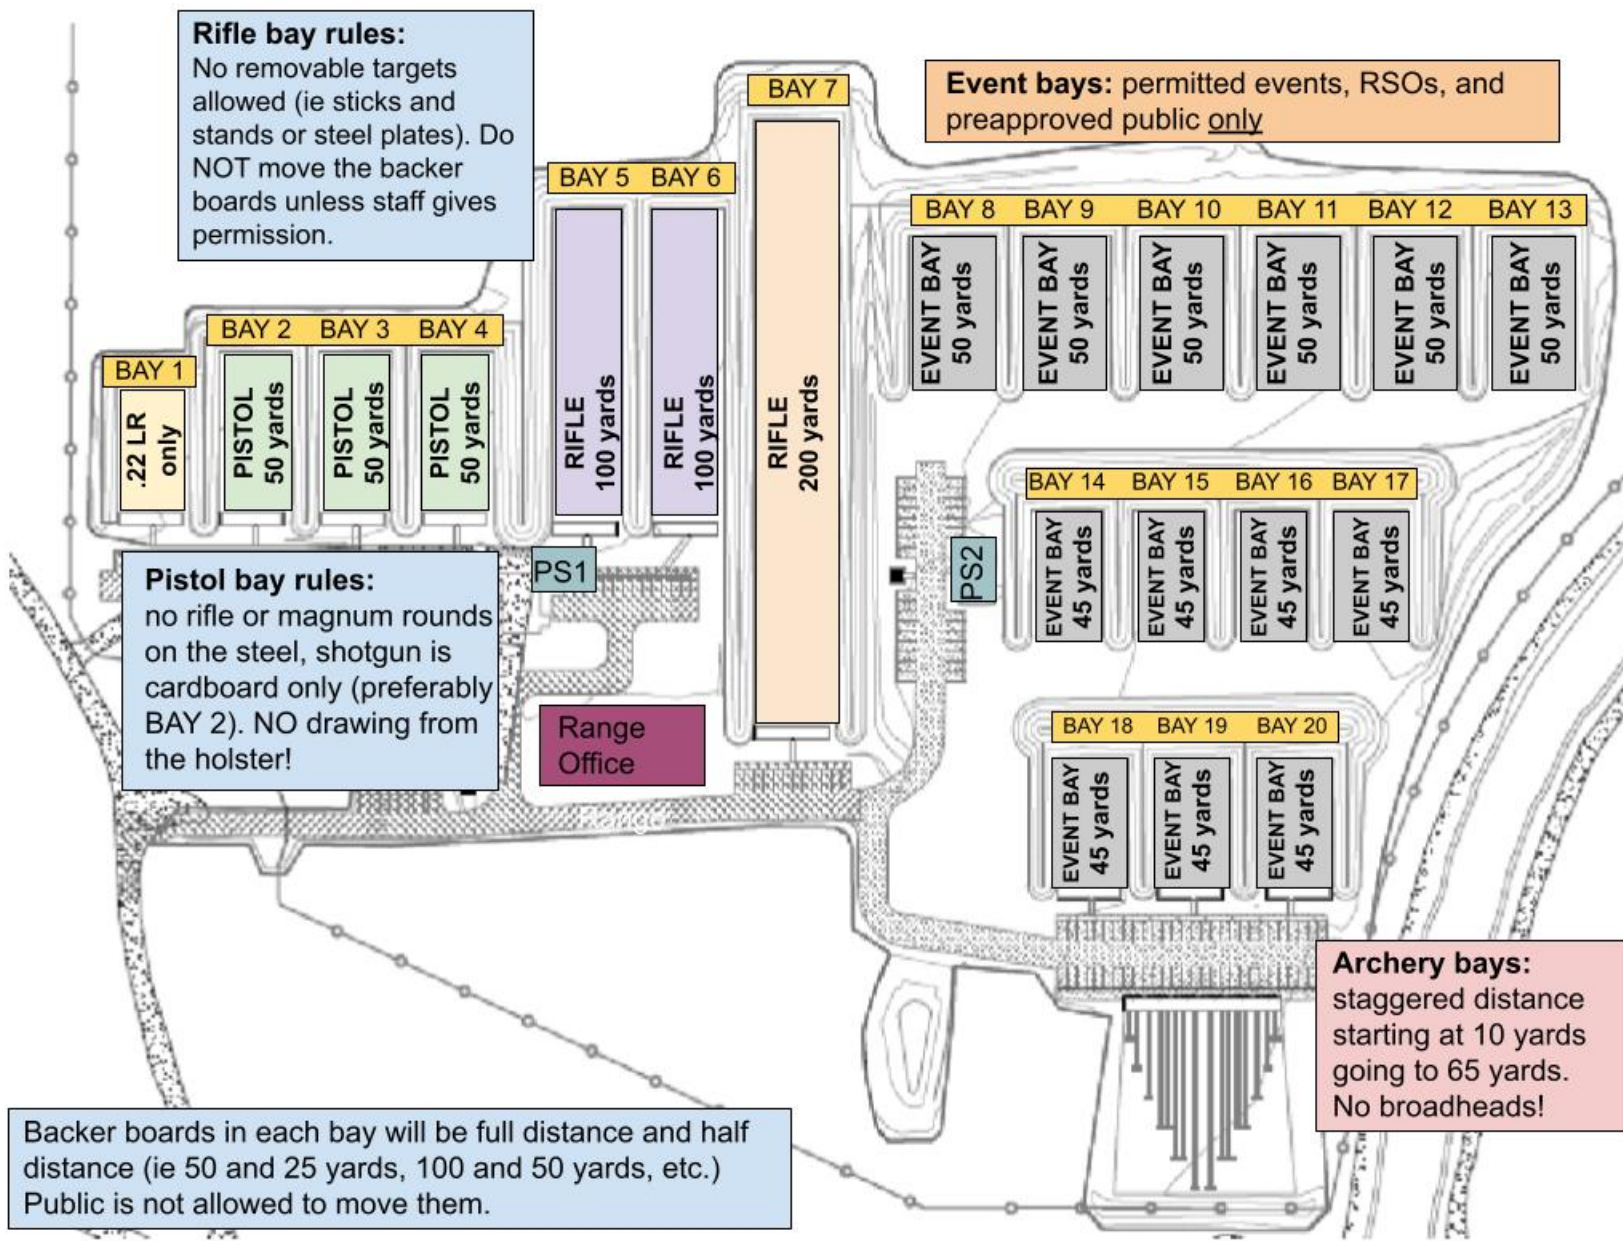 Rifle bay rules:
No removable targets
allowed (ie sticks and
stands or steel plates). Do
NOT move the backer
boards unless staff gives
permission.
BAY 7
Event bays: permitted events, RSOs, and
preapproved public only
BAY 5 BAY 6
BAY 8 BAY 9 BAY 10 BAY 11 BAY 12 BAY 13
EVENT BAY
50 yards
EVENT BAY
50 yards
EVENT BAY
50 yards
EVENT BAY
50 yards
EVENT BAY
50 yards
EVENT BAY
50 yards
BAY 2 BAY 3 BAY 4
BAY 1
.22 LR
only
PISTOL
50 yards
PISTOL
50 yards
PISTOL
50 yards
RIFLE
100 yards
RIFLE
100 yards
RIFLE
200 yards
BAY 14 BAY 15 BAY 16 BAY 17
EVENT BAY
45 yards
EVENT BAY
45 yards
EVENT BAY
45 yards
EVENT BAY
45 yards
PS1
PS2
Pistol bay rules:
no rifle or magnum rounds
on the steel, shotgun is
cardboard only (preferably
BAY 2). NO drawing from
the holster!
Range
Office
BAY 18 BAY 19 BAY 20
EVENT BAY
45 yards
EVENT BAY
45 yards
EVENT BAY
45 yards
Range
Archery bays:
staggered distance
starting at 10 yards
going to 65 yards.
No broadheads!
Backer boards in each bay will be full distance and half
distance (ie 50 and 25 yards, 100 and 50 yards, etc.)
Public is not allowed to move them.